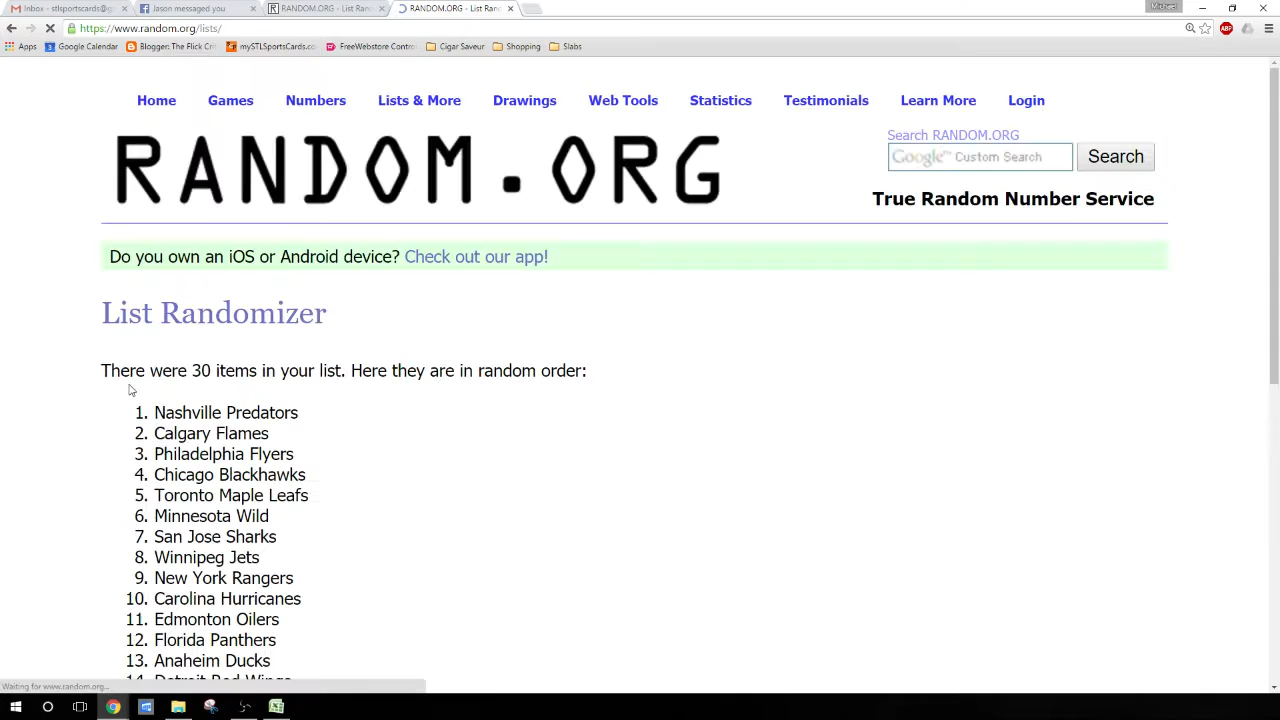 Inbox - stlsportscards@g
Jason messaged you
RANDOM.ORG - List Ran
RANDOM.ORG - List Ran
Michael
https://www.random.org/lists/
Apps
Google Calendar
Blogger: The Flick Cri
mySTLSportsCards.co
FreeWebstore Contro
Cigar Saveur
Shopping
Slabs
Home Games Numbers Lists & More Drawings Web Tools Statistics Testimonials Learn More Login
RANDOM.ORG
Search RANDOM.ORG
Google™ Custom Search
Search
True Random Number Service
Do you own an iOS or Android device? Check out our app!
List Randomizer
There were 30 items in your list. Here they are in random order:
1. Nashville Predators
2. Calgary Flames
3. Philadelphia Flyers
4. Chicago Blackhawks
5. Toronto Maple Leafs
6. Minnesota Wild
7. San Jose Sharks
8. Winnipeg Jets
9. New York Rangers
10. Carolina Hurricanes
11. Edmonton Oilers
12. Florida Panthers
13. Anaheim Ducks
14. Detroit Red Wings
Waiting for www.random.org...